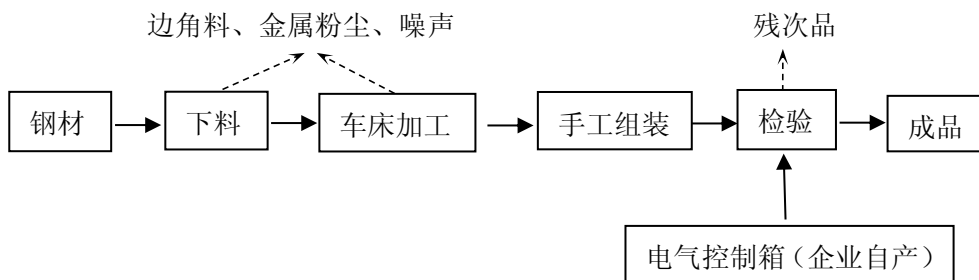 边角料、金属粉尘、噪声
残次品
钢材
下料
车床加工
手工组装
检验
成品
电气控制箱（企业自产）